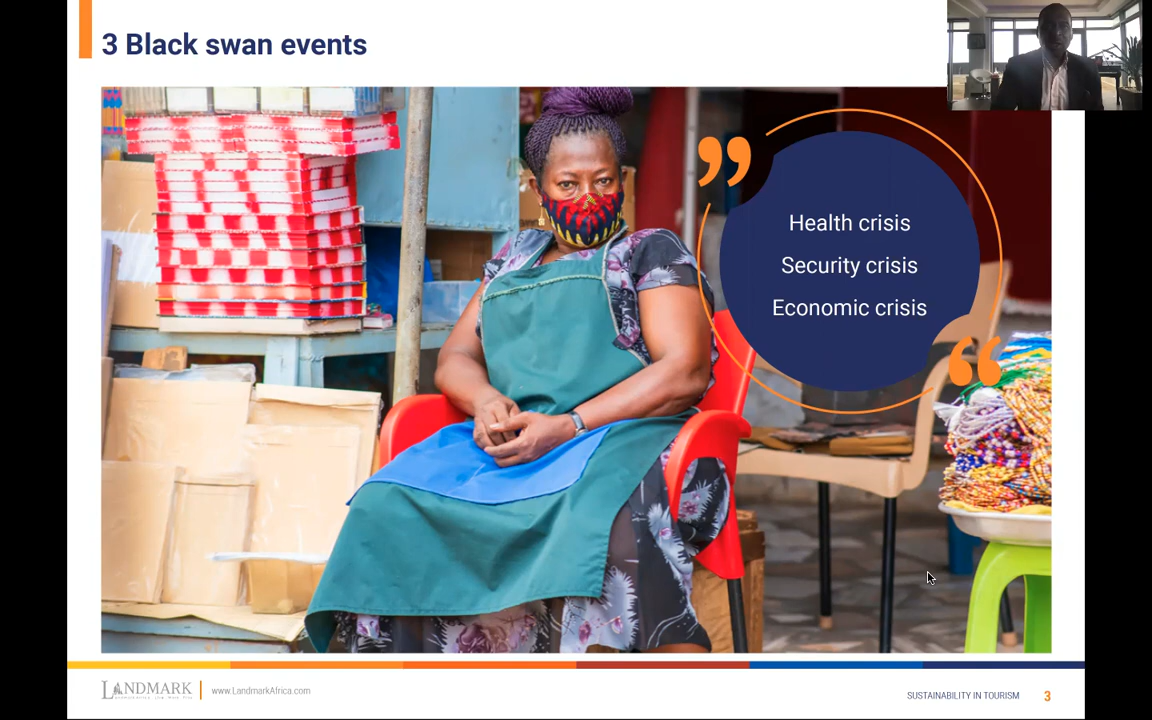 3 Black swan events
Health crisis
Security crisis
Economic crisis
LANDMARK
www.LandmarkAfrica.com
SUSTAINABILITY IN TOURISM
3